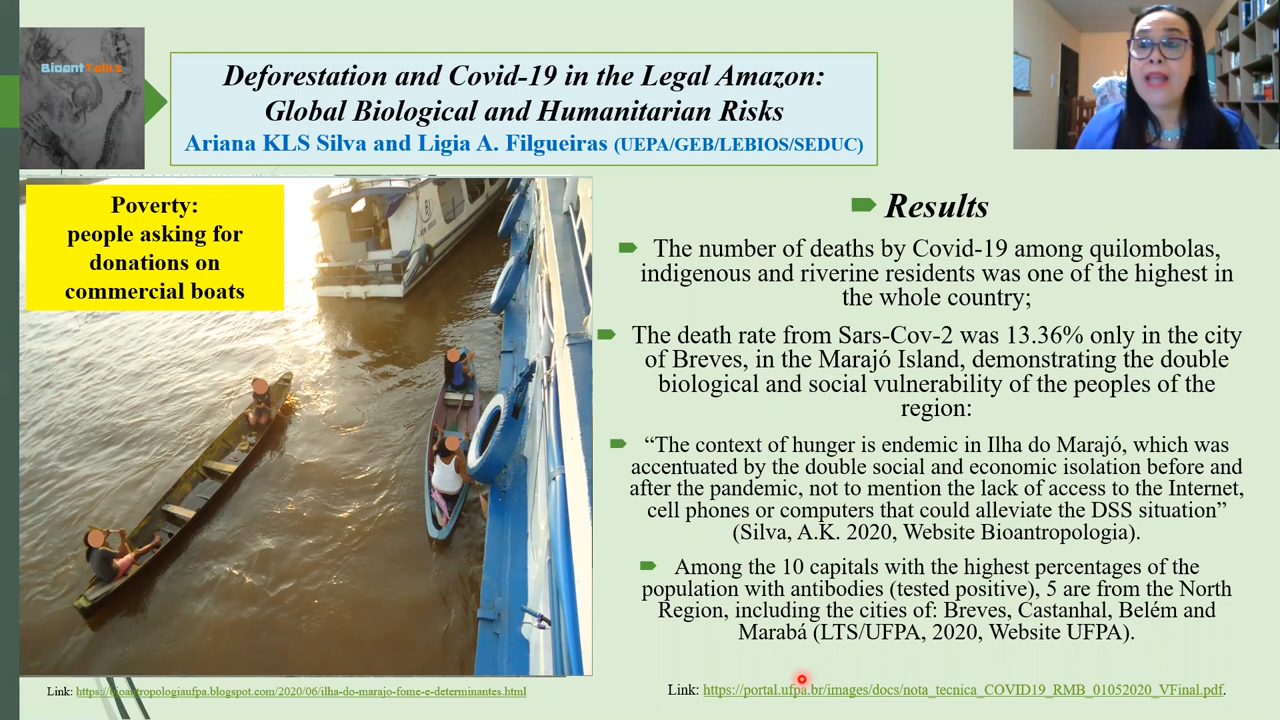 BioantTalks
Deforestation and Covid-19 in the Legal Amazon:
Global Biological and Humanitarian Risks
Ariana KLS Silva and Ligia A. Filgueiras (UEPA/GEB/LEBIOS/SEDUC)
Poverty:
people asking for
donations on
commercial boats
Results
The number of deaths by Covid-19 among quilombolas,
indigenous and riverine residents was one of the highest in
the whole country;
The death rate from Sars-Cov-2 was 13.36% only in the city
of Breves, in the Marajó Island, demonstrating the double
biological and social vulnerability of the peoples of the
region:
“The context of hunger is endemic in Ilha do Marajó, which was
accentuated by the double social and economic isolation before and
after the pandemic, not to mention the lack of access to the Internet,
cell phones or computers that could alleviate the DSS situation”
(Silva, A.K. 2020, Website Bioantropologia).
Among the 10 capitals with the highest percentages of the
population with antibodies (tested positive), 5 are from the North
Region, including the cities of: Breves, Castanhal, Belém and
Marabá (LTS/UFPA, 2020, Website UFPA).
Link: https://bioantropologiaufpa.blogspot.com/2020/06/ilha-do-marajo-fome-e-determinantes.html
Link: https://portal.ufpa.br/images/docs/nota_tecnica_COVID19_RMB_01052020_VFinal.pdf.